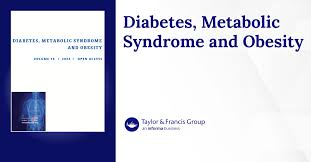 DIABETES, METABOLIC SYNDROME
AND OBESITY
Diabetes, Metabolic
Syndrome and Obesity
Taylor & Francis Group
an informa business